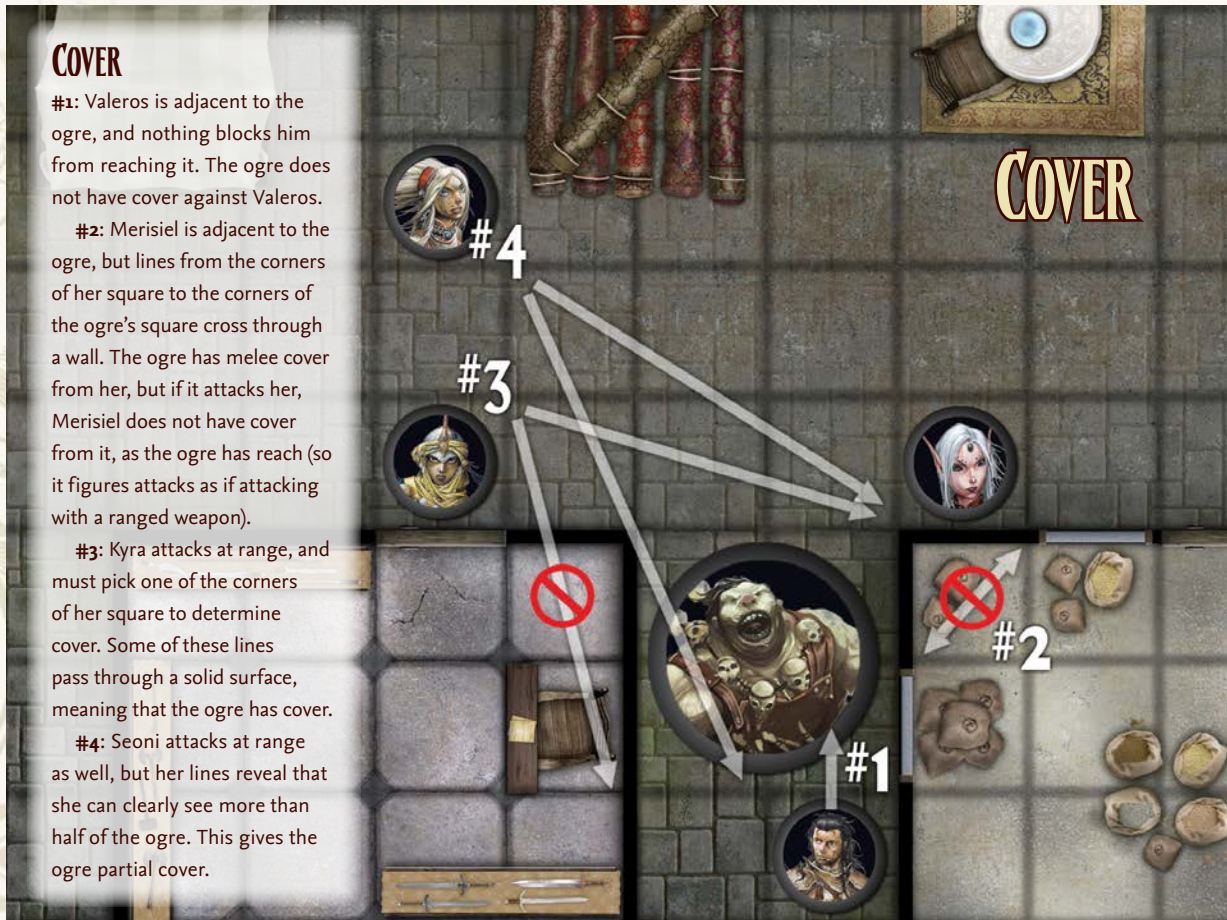 COVER
#1: Valeros is adjacent to the
ogre, and nothing blocks him
from reaching it. The ogre does
not have cover against Valeros.
#2: Merisiel is adjacent to the
ogre, but lines from the corners
of her square to the corners of
the ogre’s square cross through
a wall. The ogre has melee cover
from her, but if it attacks her,
Merisiel does not have cover
from it, as the ogre has reach (so
it figures attacks as if attacking
with a ranged weapon).
#3: Kyra attacks at range, and
must pick one of the corners
of her square to determine
cover. Some of these lines
pass through a solid surface,
meaning that the ogre has cover.
#4: Seoni attacks at range
as well, but her lines reveal that
she can clearly see more than
half of the ogre. This gives the
ogre partial cover.
COVER
#4
#3
#2
#1